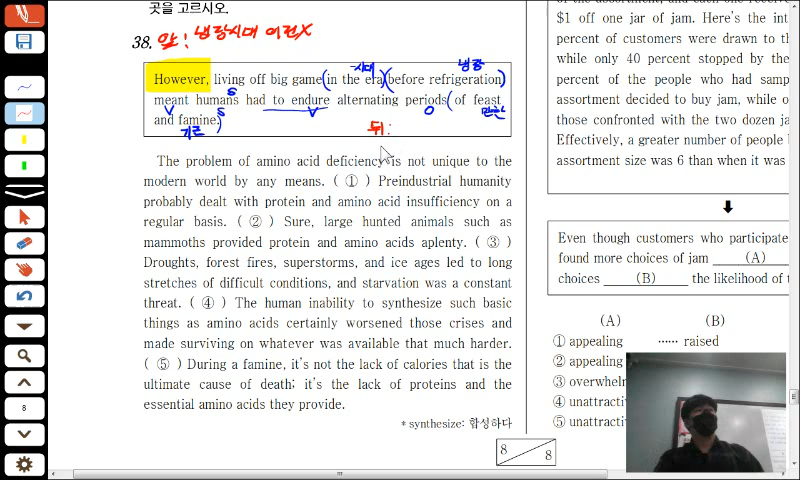 곳을 고르시오.
38. 앞: 냉장시대 이전X
However, living off big game (in the era) (before refrigeration)
시대
냉장
meant humans had to endure alternating periods (of feast
S V O 만찬
and famine.)
기근
뒤:
The problem of amino acid deficiency is not unique to the
modern world by any means. ( ① ) Preindustrial humanity
probably dealt with protein and amino acid insufficiency on a
regular basis. ( ② ) Sure, large hunted animals such as
mammoths provided protein and amino acids aplenty. ( ③ )
Droughts, forest fires, superstorms, and ice ages led to long
stretches of difficult conditions, and starvation was a constant
threat. ( ④ ) The human inability to synthesize such basic
things as amino acids certainly worsened those crises and
made surviving on whatever was available that much harder.
( ⑤ ) During a famine, it's not the lack of calories that is the
ultimate cause of death; it's the lack of proteins and the
essential amino acids they provide.
* synthesize: 합성하다
8 8
$1 off one jar of jam. Here's the int
percent of customers were drawn to th
while only 40 percent stopped by the
percent of the people who had samp
assortment decided to buy jam, while o
those confronted with the two dozen ja
Effectively, a greater number of people
assortment size was 6 than when it was
Even though customers who participate
found more choices of jam (A)
choices (B) the likelihood of t
(A) (B)
① appealing ······ raised
② appealing
③ overwhelm
④ unattracti
⑤ unattracti
8